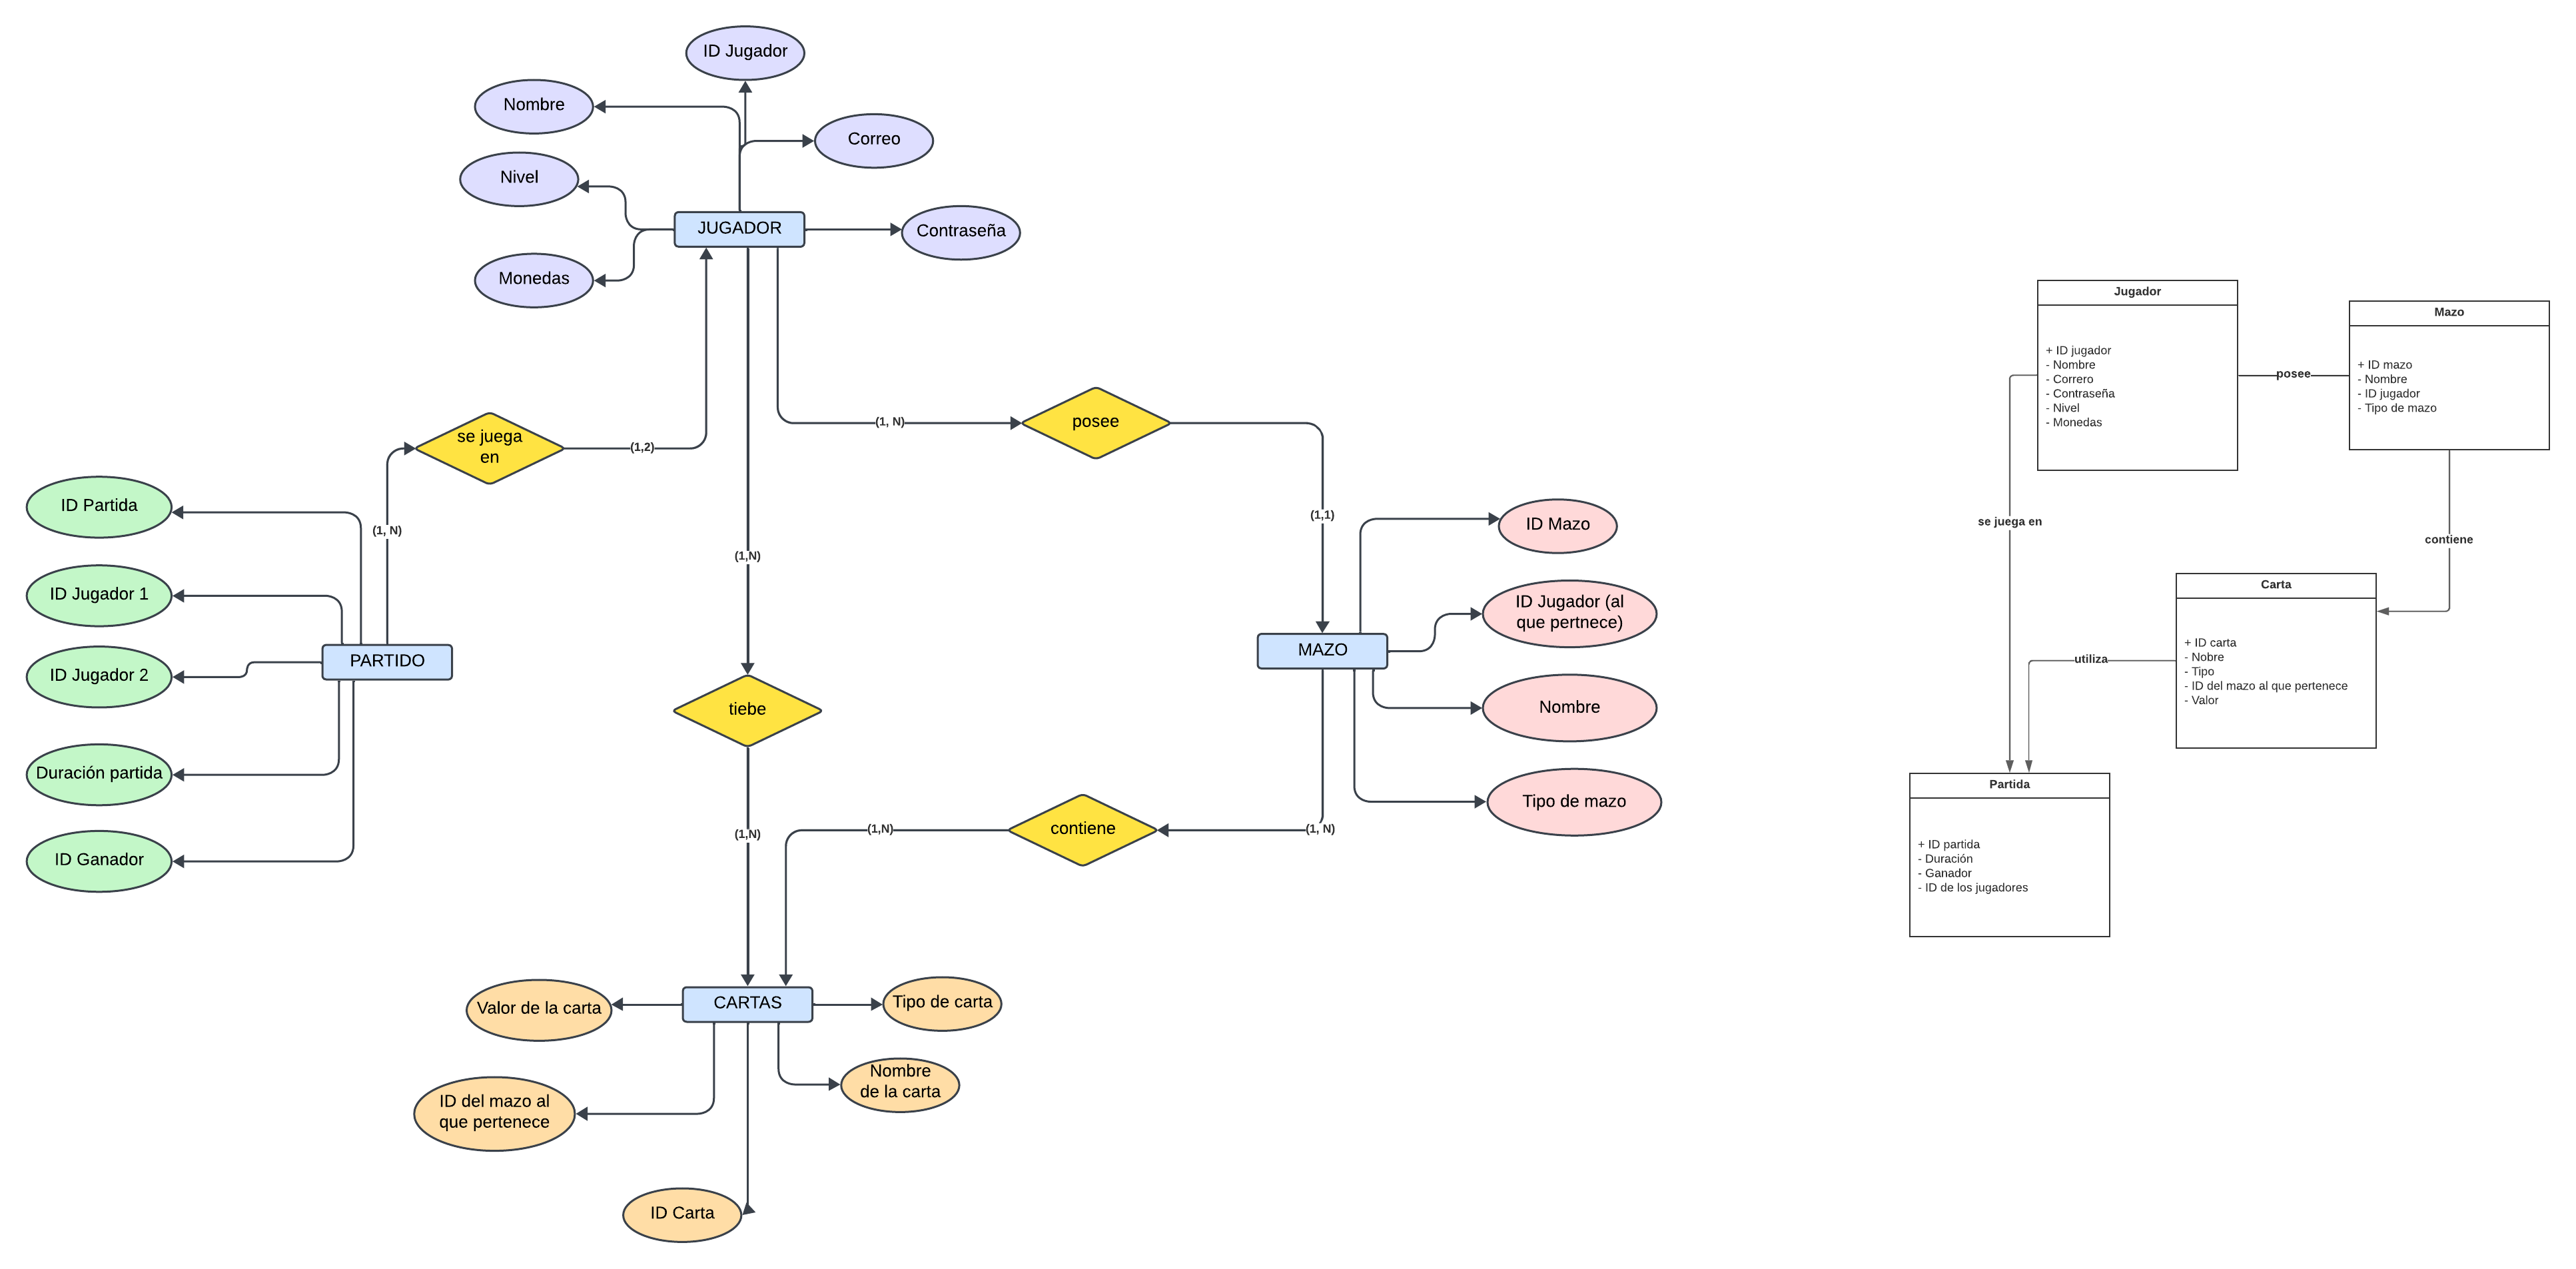 ID Jugador
Nombre
Correo
Nivel
JUGADOR
Contraseña
Monedas
se juega
en
(1,2)
(1, N)
posee
(1, N)
(1,N)
(1,1)
ID Partida
ID Jugador 1
ID Jugador 2
PARTIDO
Duración partida
ID Ganador
tiebe
(1,N)
MAZO
ID Mazo
ID Jugador (al
que pertnece)
Nombre
Tipo de mazo
contiene
(1,N)
(1, N)
CARTAS
Valor de la carta
Tipo de carta
Nombre
de la carta
ID del mazo al
que pertenece
ID Carta
Jugador
+ ID jugador
- Nombre
- Correro
- Contraseña
- Nivel
- Monedas
posee
Mazo
+ ID mazo
- Nombre
- ID jugador
- Tipo de mazo
se juega en
contiene
Carta
+ ID carta
- Nobre
- Tipo
- ID del mazo al que pertenece
- Valor
utiliza
Partida
+ ID partida
- Duración
- Ganador
- ID de los jugadores